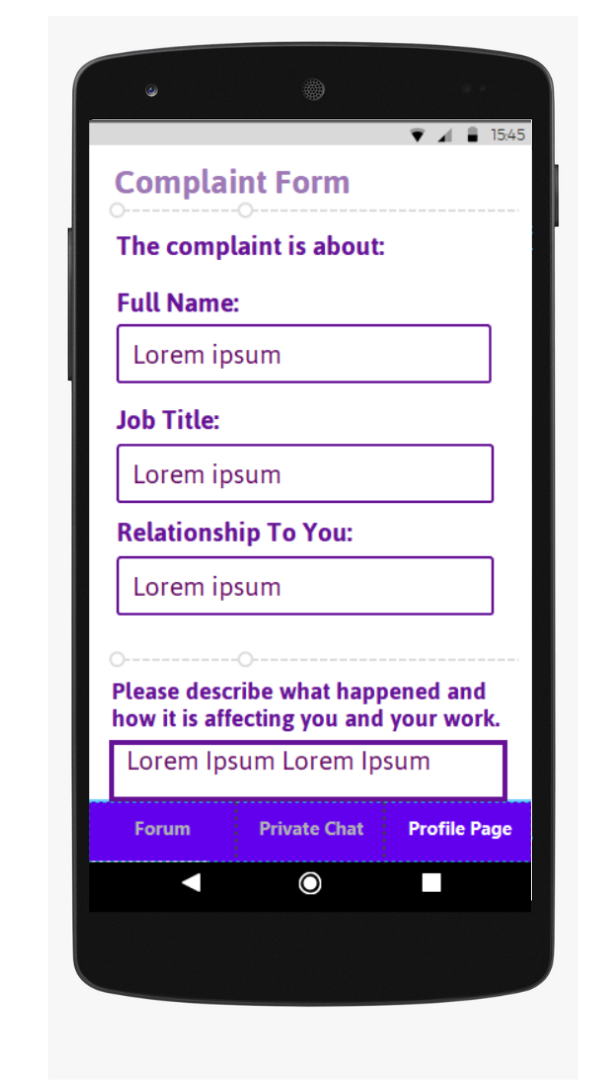 15:45
Complaint Form
The complaint is about:
Full Name:
Lorem ipsum
Job Title:
Lorem ipsum
Relationship To You:
Lorem ipsum
Please describe what happened and
how it is affecting you and your work.
Lorem Ipsum Lorem Ipsum
Forum Private Chat Profile Page